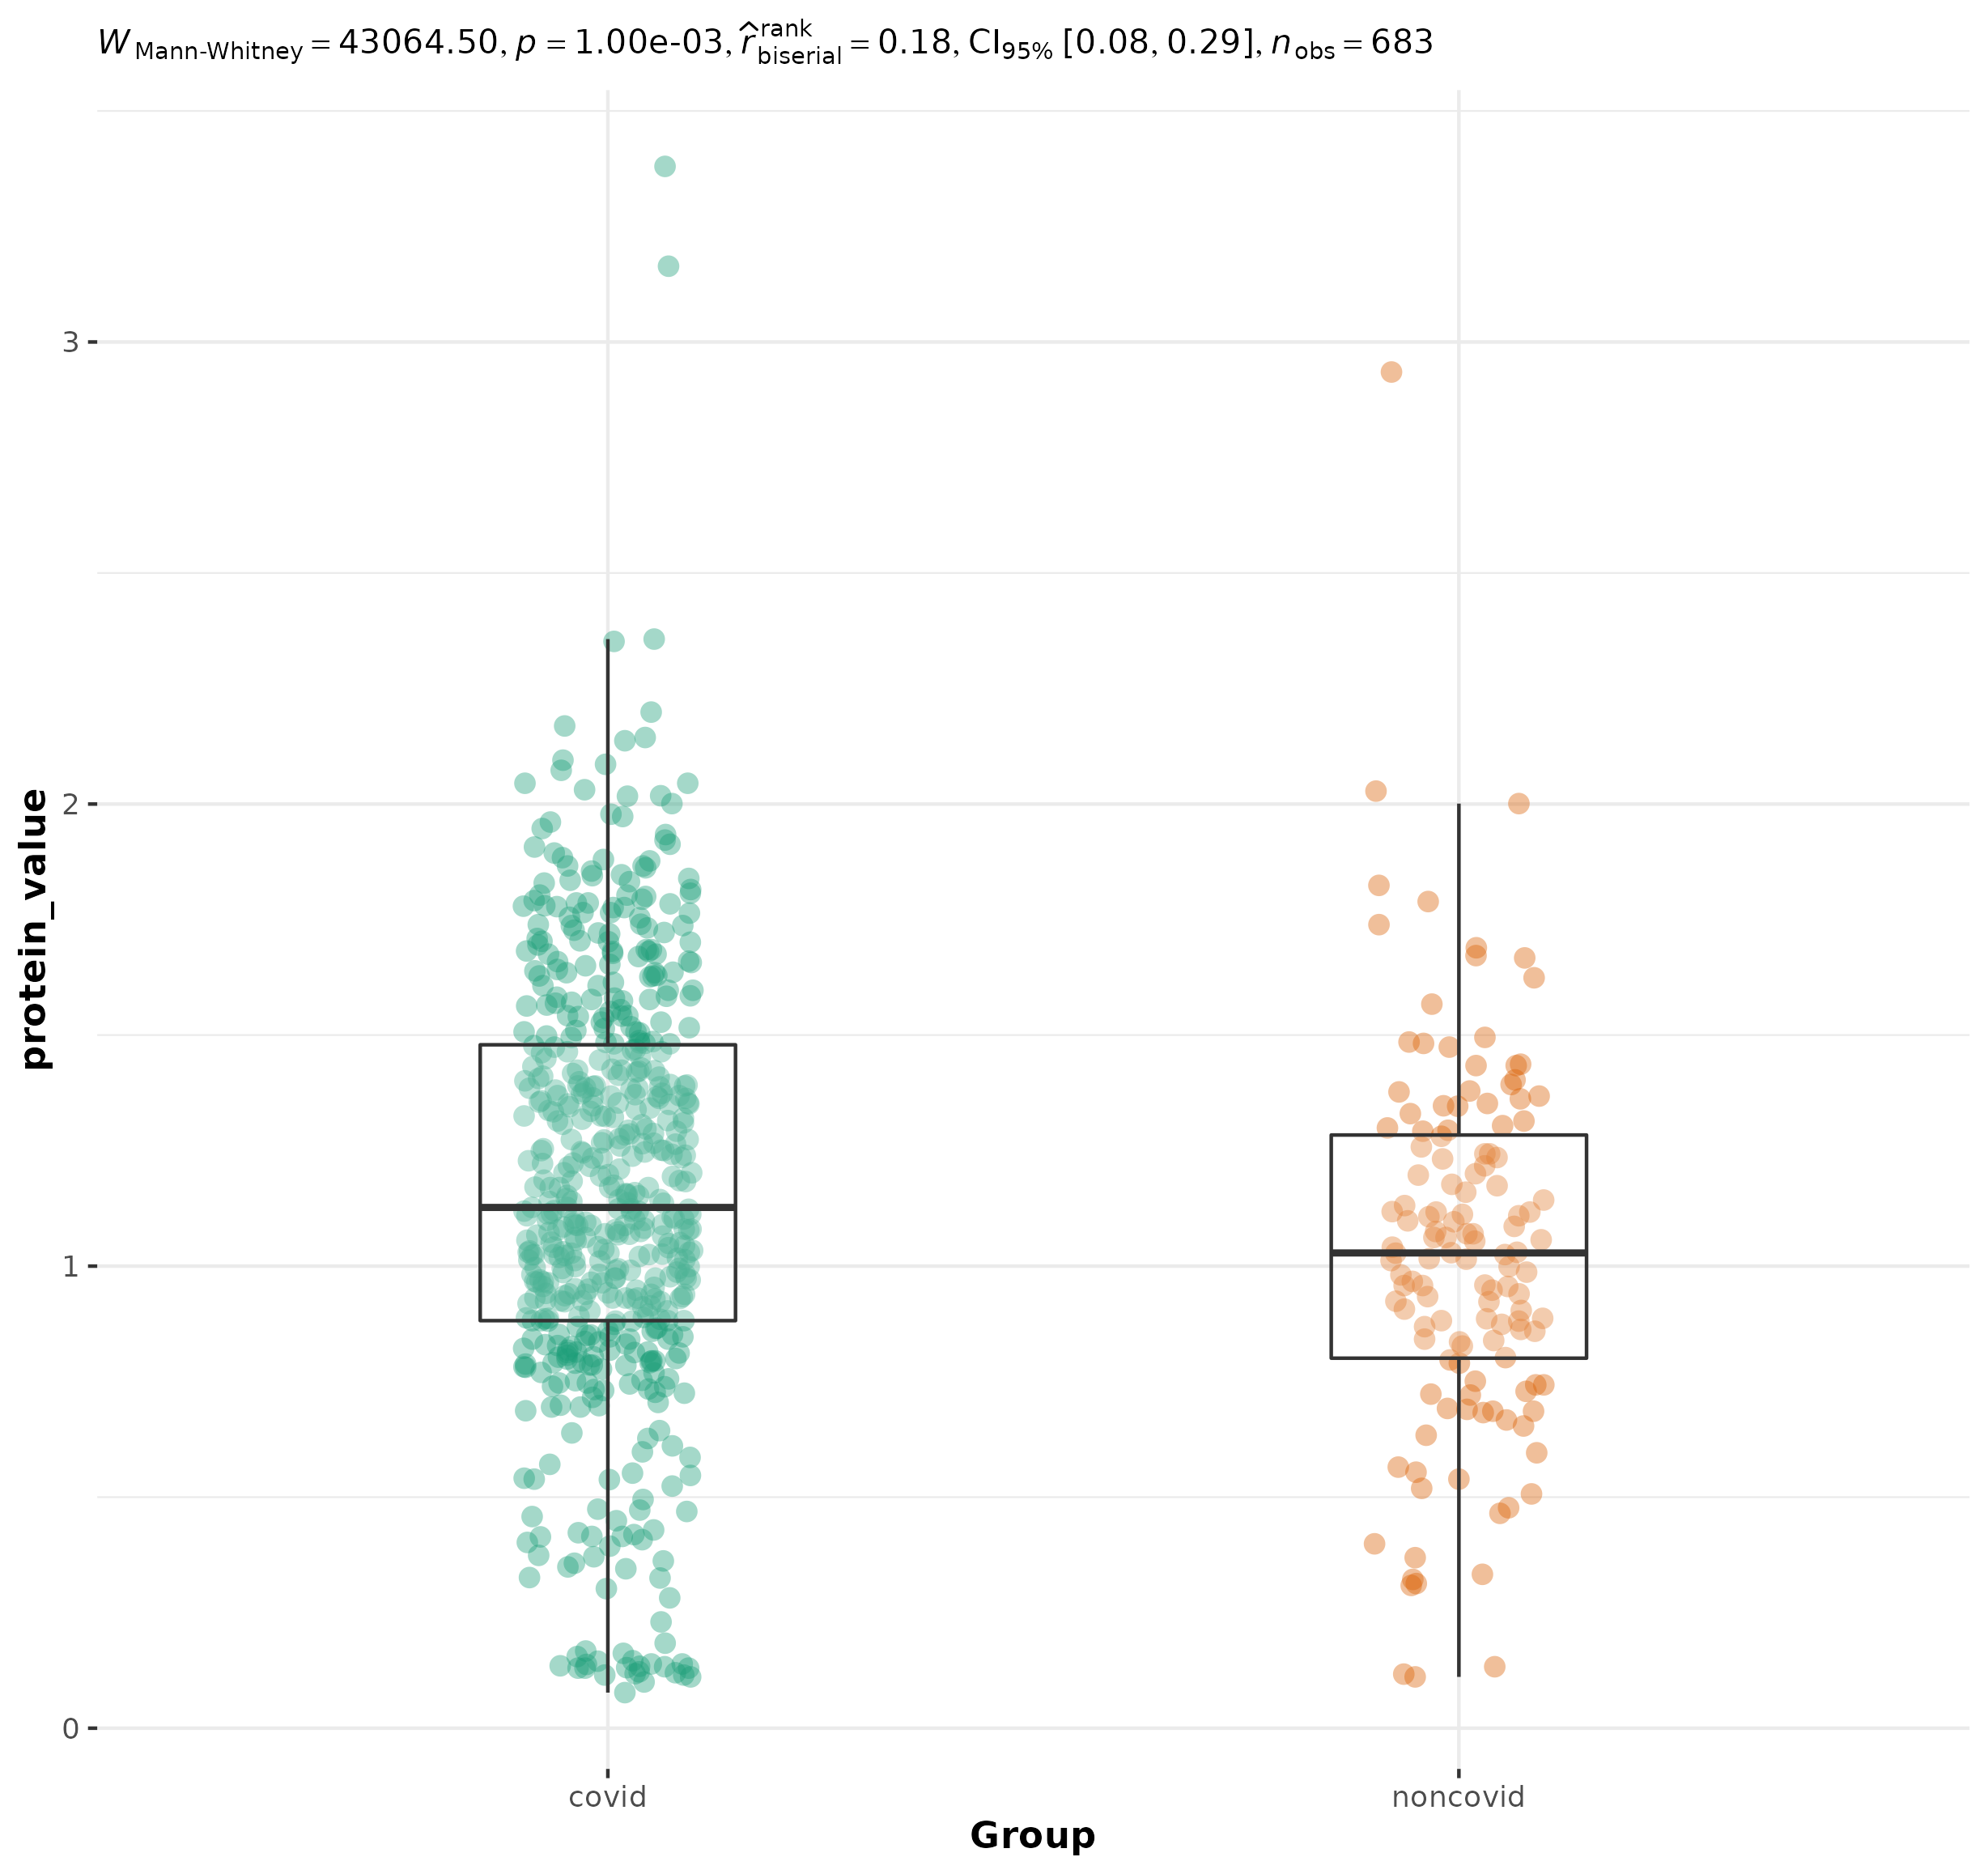 W Mann-Whitney = 43064.50, p = 1.00e-03, r̂ rank biserial = 0.18, CI95% [0.08, 0.29], n obs = 683
3
2
1
0
protein_value
covid noncovid
Group